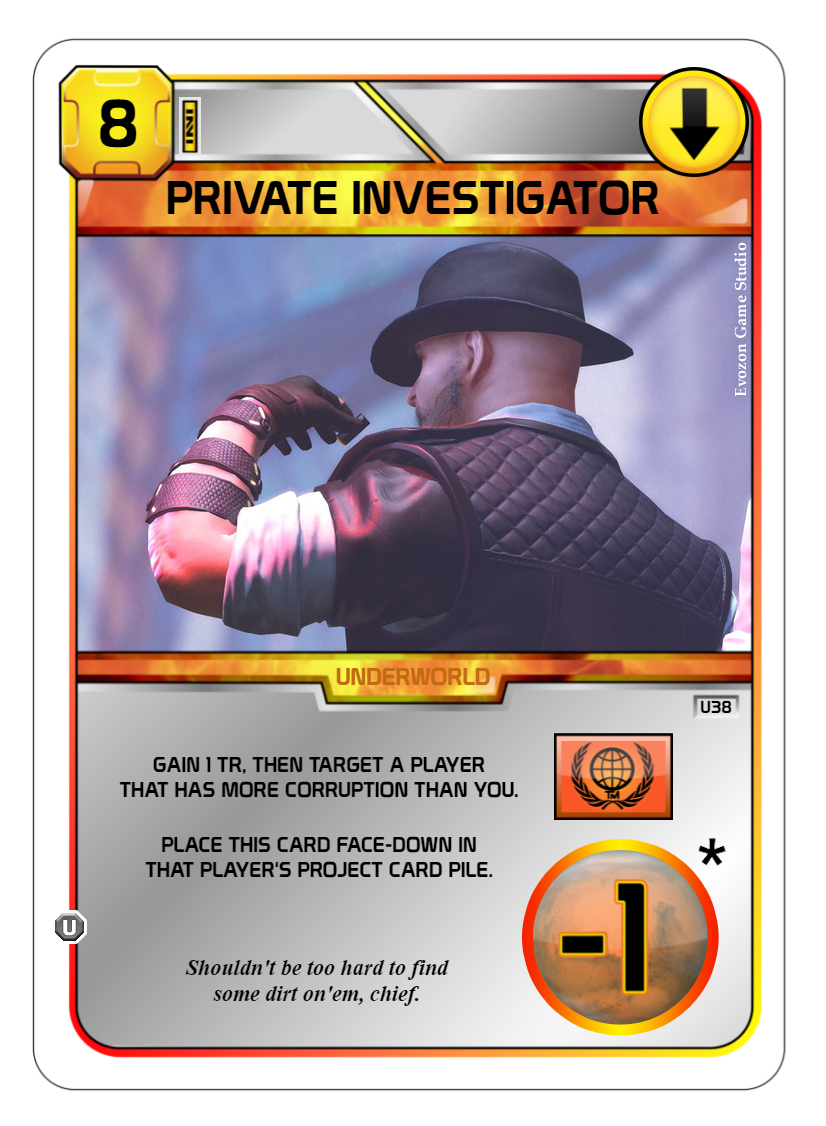 8
PRIVATE INVESTIGATOR
Evozon Game Studio
UNDERWORLD
U38
GAIN 1 TR, THEN TARGET A PLAYER
THAT HAS MORE CORRUPTION THAN YOU.
TM
PLACE THIS CARD FACE-DOWN IN
THAT PLAYER'S PROJECT CARD PILE.
*
-1
U
Shouldn't be too hard to find
some dirt on'em, chief.